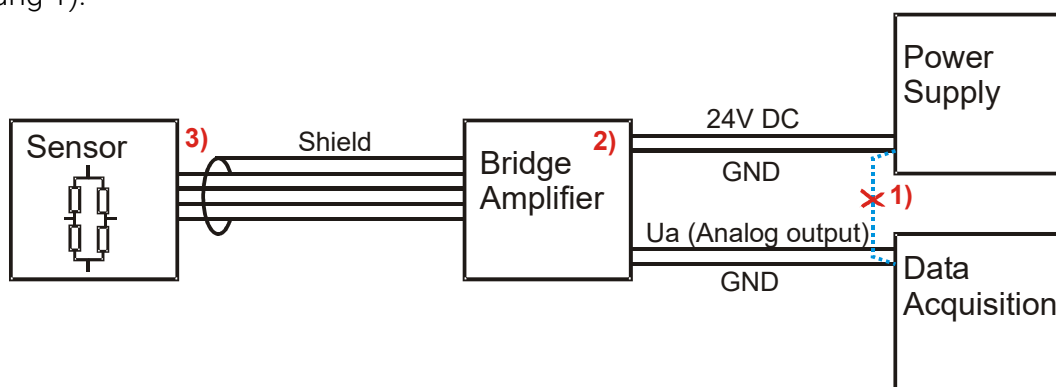 Power
Supply
24V DC
Sensor
3)
Shield
2)
Bridge
Amplifier
GND
1)
Ua (Analog output)
Data
Acquisition
GND